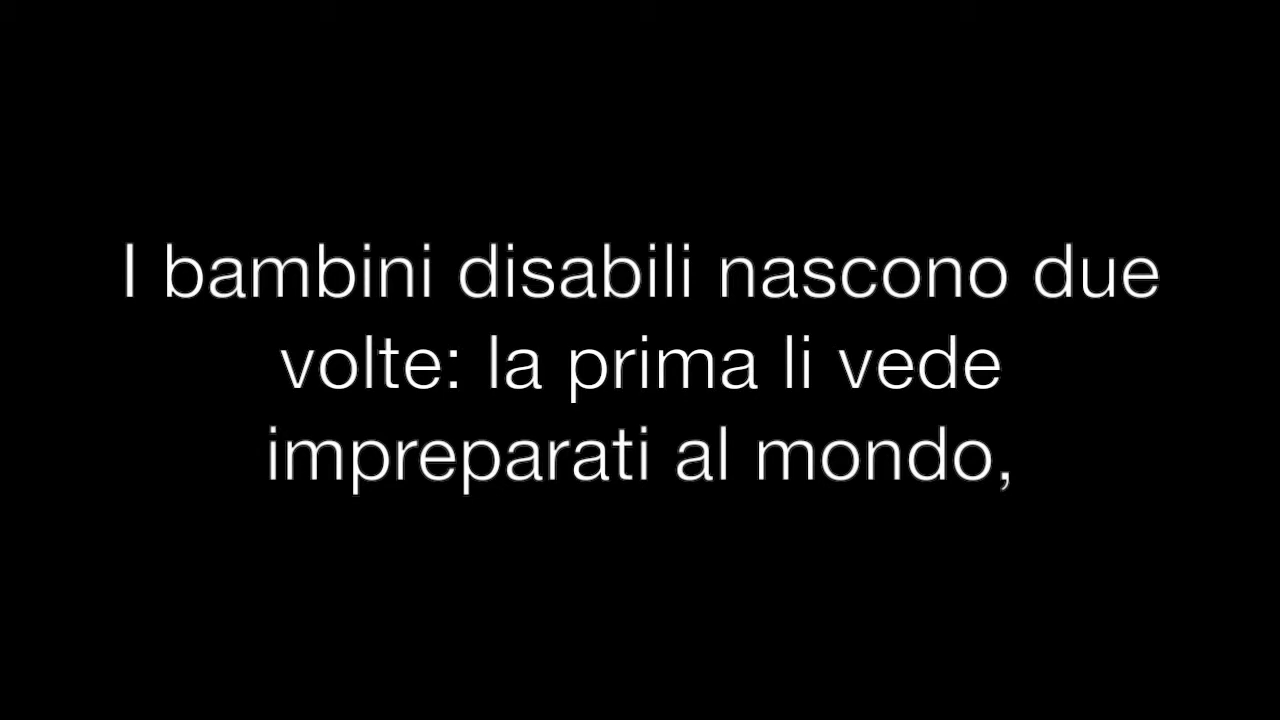 I bambini disabili nascono due
volte: la prima li vede
impreparati al mondo,